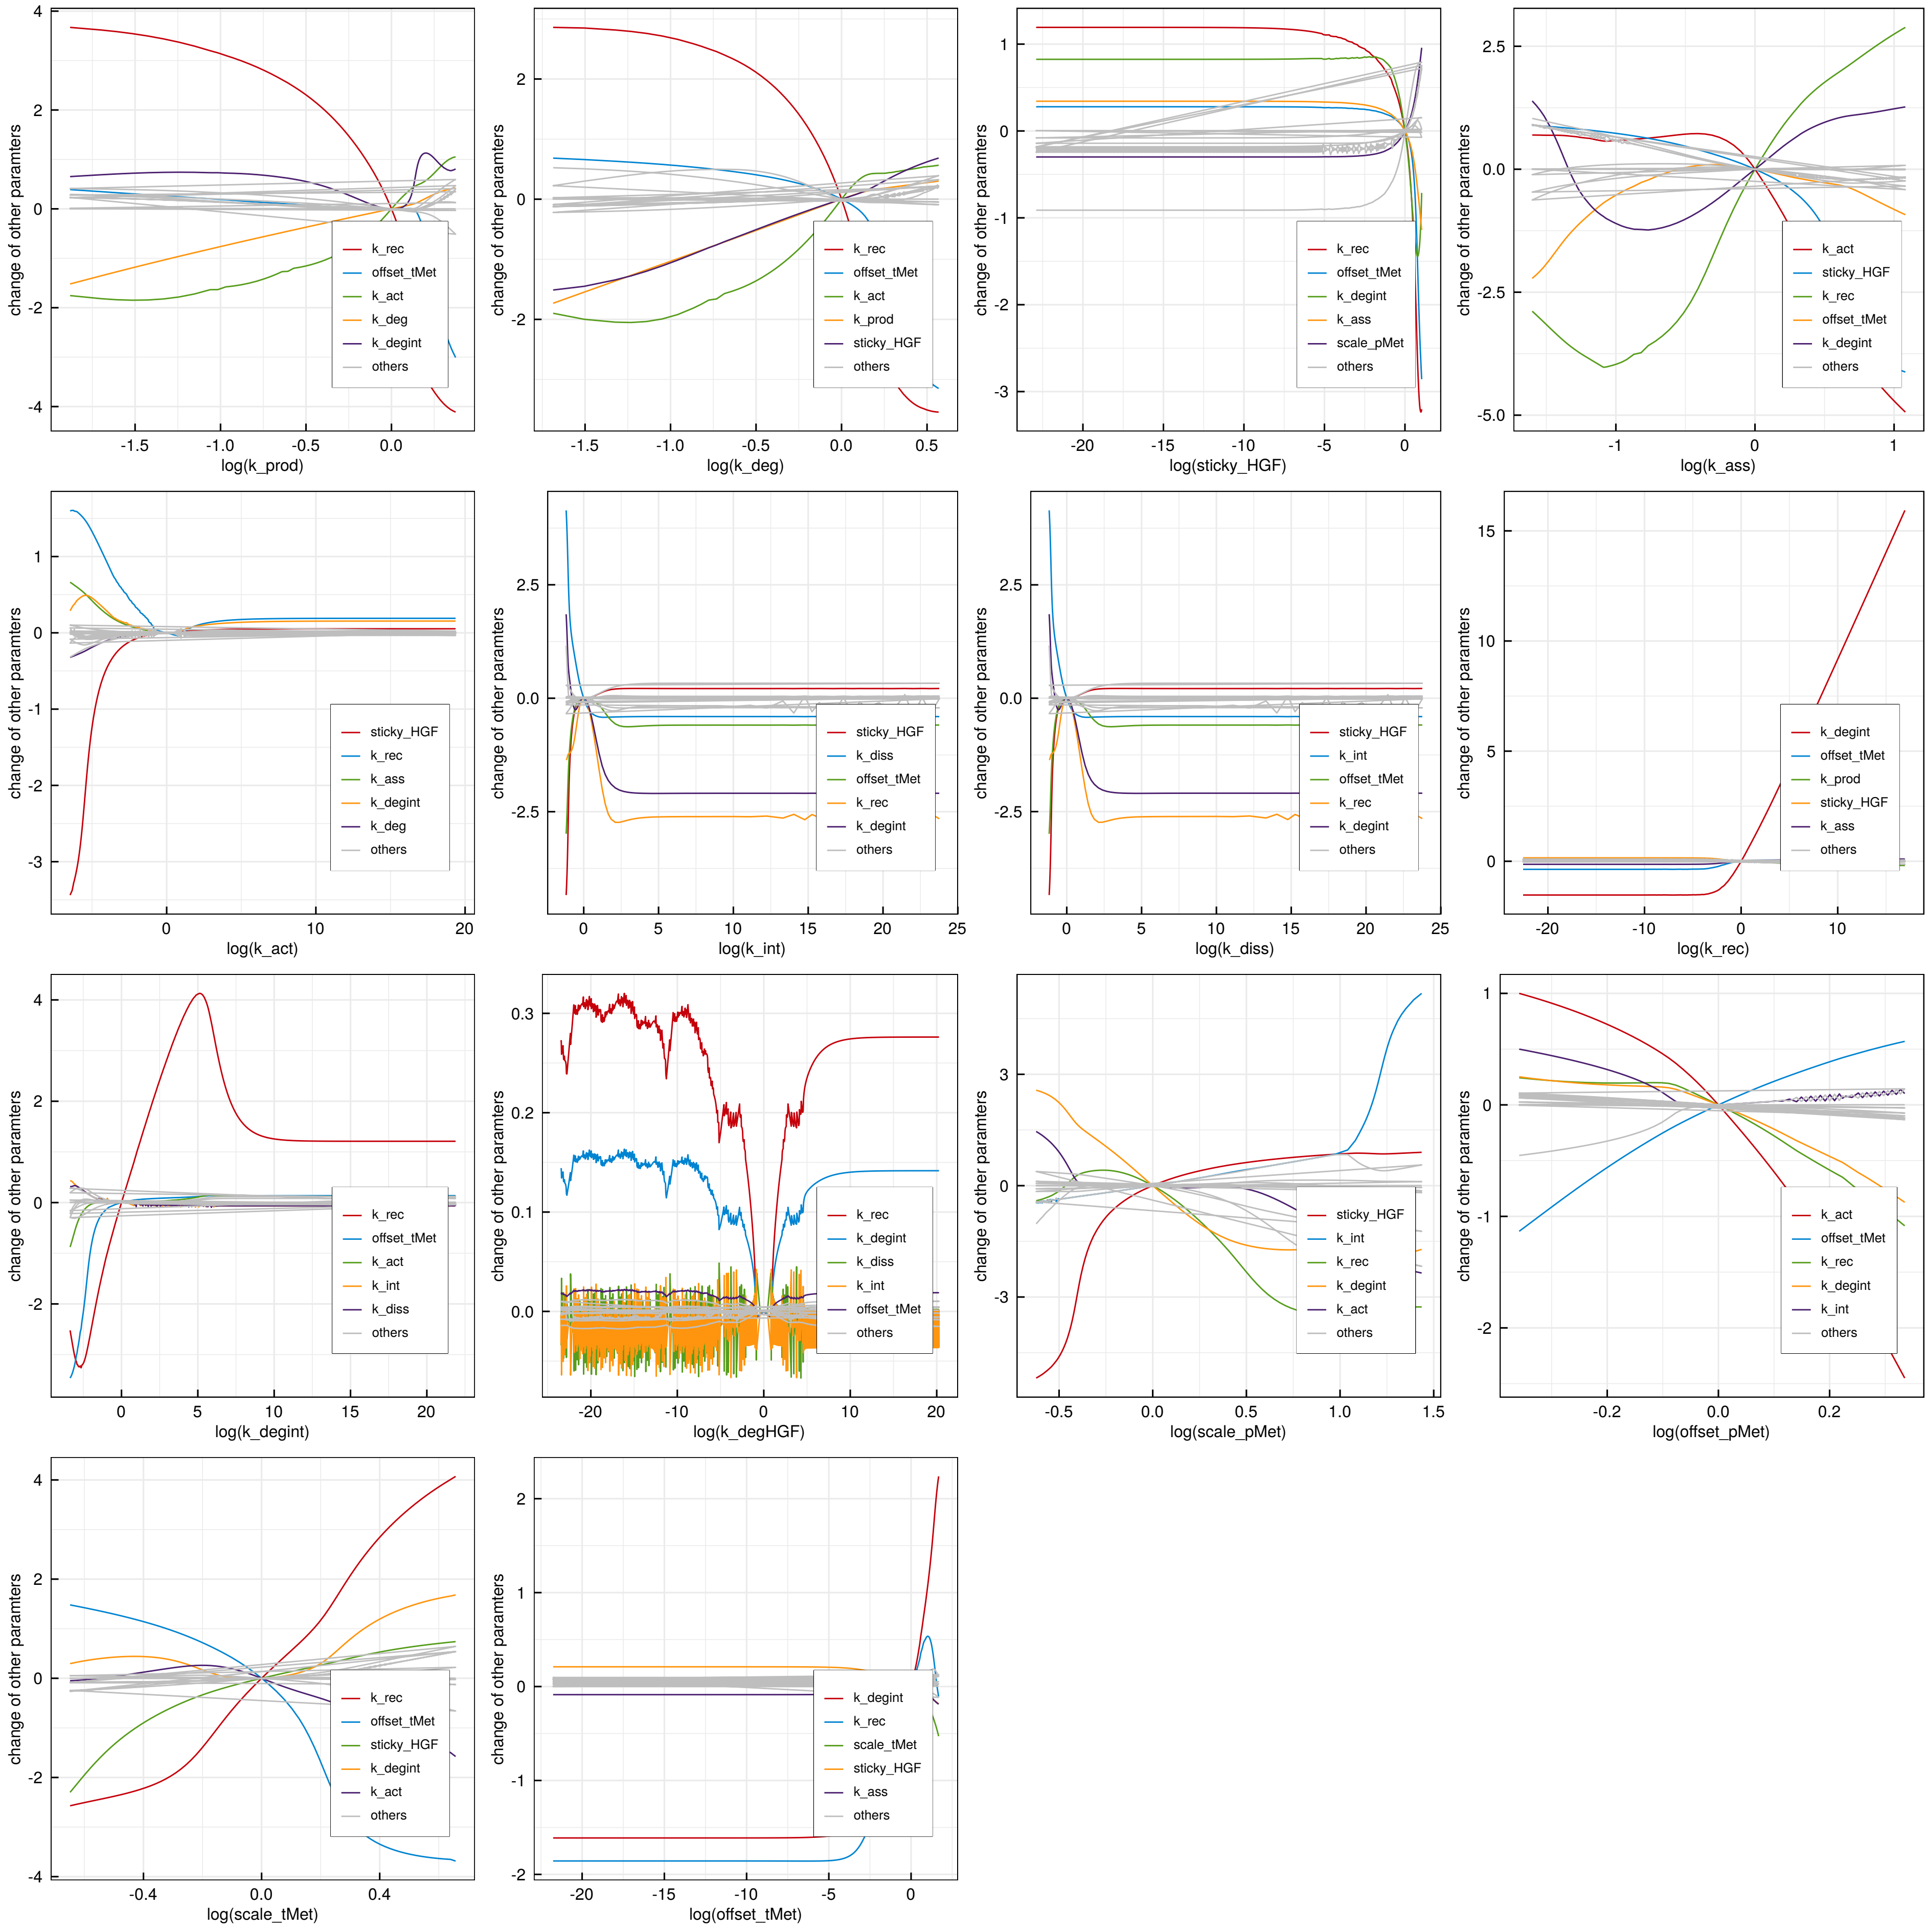 change of other paramters
4
2
0
-2
-4
-1.5
-1.0
-0.5
0.0
log(k_prod)
k_rec
offset_tMet
k_act
k_deg
k_degint
others
change of other paramters
2
0
-2
-1.5
-1.0
-0.5
0.0
0.5
log(k_deg)
k_rec
offset_tMet
k_act
k_prod
sticky_HGF
others
change of other paramters
1
0
-1
-2
-3
-20
-15
-10
-5
0
log(sticky_HGF)
k_rec
offset_tMet
k_degint
k_ass
scale_pMet
others
change of other paramters
2.5
0.0
-2.5
-5.0
-1
0
1
log(k_ass)
k_act
sticky_HGF
k_rec
offset_tMet
k_degint
others
change of other paramters
1
0
-1
-2
-3
0
10
20
log(k_act)
sticky_HGF
k_rec
k_ass
k_degint
k_deg
others
change of other paramters
2.5
0.0
-2.5
0
5
10
15
20
25
log(k_int)
sticky_HGF
k_diss
offset_tMet
k_rec
k_degint
others
change of other paramters
2.5
0.0
-2.5
0
5
10
15
20
25
log(k_diss)
sticky_HGF
k_int
offset_tMet
k_rec
k_degint
others
change of other paramters
15
10
5
0
-20
-10
0
10
log(k_rec)
k_degint
offset_tMet
k_prod
sticky_HGF
k_ass
others
change of other paramters
4
2
0
-2
0
5
10
15
20
log(k_degint)
k_rec
offset_tMet
k_act
k_int
k_diss
others
change of other paramters
0.3
0.2
0.1
0.0
-20
-10
0
10
20
log(k_degHGF)
k_rec
k_degint
k_diss
k_int
offset_tMet
others
change of other paramters
3
0
-3
-0.5
0.0
0.5
1.0
1.5
log(scale_pMet)
sticky_HGF
k_int
k_rec
k_degint
k_act
others
change of other paramters
1
0
-1
-2
-0.2
0.0
0.2
log(offset_pMet)
k_act
offset_tMet
k_rec
k_degint
k_int
others
change of other paramters
4
2
0
-2
-4
-0.4
0.0
0.4
log(scale_tMet)
k_rec
offset_tMet
sticky_HGF
k_degint
k_act
others
change of other paramters
2
1
0
-1
-2
-20
-15
-10
-5
0
log(offset_tMet)
k_degint
k_rec
scale_tMet
sticky_HGF
k_ass
others